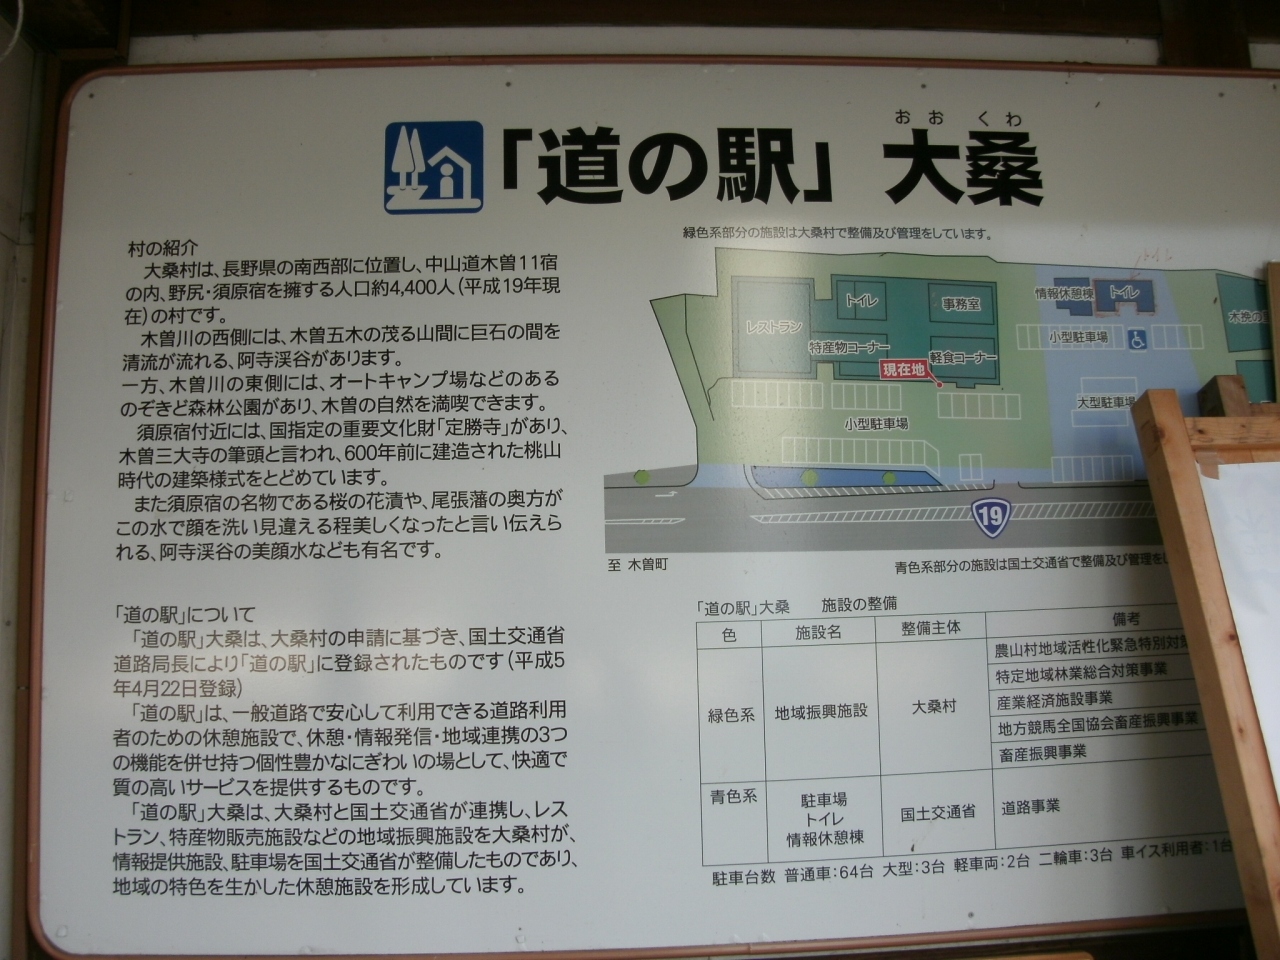 「道の駅」 大桑
おお くわ
村の紹介
大桑村は、長野県の南西部に位置し、中山道木曽11宿
の内、野尻・須原宿を擁する人口約4,400人(平成19年現
在)の村です。
木曽川の西側には、木曽五木の茂る山間に巨石の間を
清流が流れる、阿寺渓谷があります。
一方、木曽川の東側には、オートキャンプ場などのある
のぞきど森林公園があり、木曽の自然を満喫できます。
須原宿付近には、国指定の重要文化財「定勝寺」があり、
木曽三大寺の筆頭と言われ、600年前に建造された桃山
時代の建築様式をとどめています。
また須原宿の名物である桜の花漬や、尾張藩の奥方が
この水で顔を洗い見違える程美しくなったと言い伝えら
れる、阿寺渓谷の美顔水なども有名です。
「道の駅」について
「道の駅」大桑は、大桑村の申請に基づき、国土交通省
道路局長により「道の駅」に登録されたものです(平成5
年4月22日登録)
「道の駅」は、一般道路で安心して利用できる道路利用
者のための休憩施設で、休憩・情報発信・地域連携の3つ
の機能を併せ持つ個性豊かなにぎわいの場として、快適で
質の高いサービスを提供するものです。
「道の駅」大桑は、大桑村と国土交通省が連携し、レス
トラン、特産物販売施設などの地域振興施設を大桑村が、
情報提供施設、駐車場を国土交通省が整備したものであり、
地域の特色を生かした休憩施設を形成しています。
緑色系部分の施設は大桑村で整備及び管理をしています。
レストラン
トイレ
事務室
特産物コーナー
軽食コーナー
現在地
小型駐車場
情報休憩棟
トイレ
トイレ
小型駐車場
大型駐車場
木挽の
19
至 木曽町
青色系部分の施設は国土交通省で整備及び管理を
「道の駅」大桑 施設の整備
色 施設名 整備主体 備考
緑色系 地域振興施設 大桑村
農山村地域活性化緊急特別対
特定地域林業総合対策事業
産業経済施設事業
地方競馬全国協会畜産振興事業
畜産振興事業
青色系 駐車場 トイレ 情報休憩棟 国土交通省 道路事業
駐車台数 普通車:64台 大型:3台 軽車両:2台 二輪車:3台 車イス利用者:1台